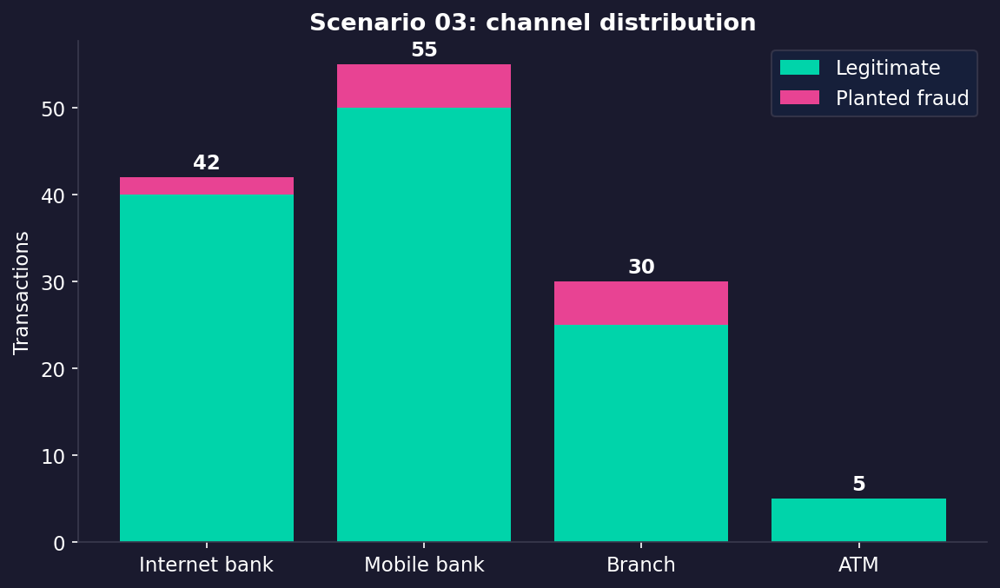 Scenario 03: channel distribution
Legitimate
Planted fraud
Transactions
50
40
30
20
10
0
42
55
30
5
Internet bank
Mobile bank
Branch
ATM